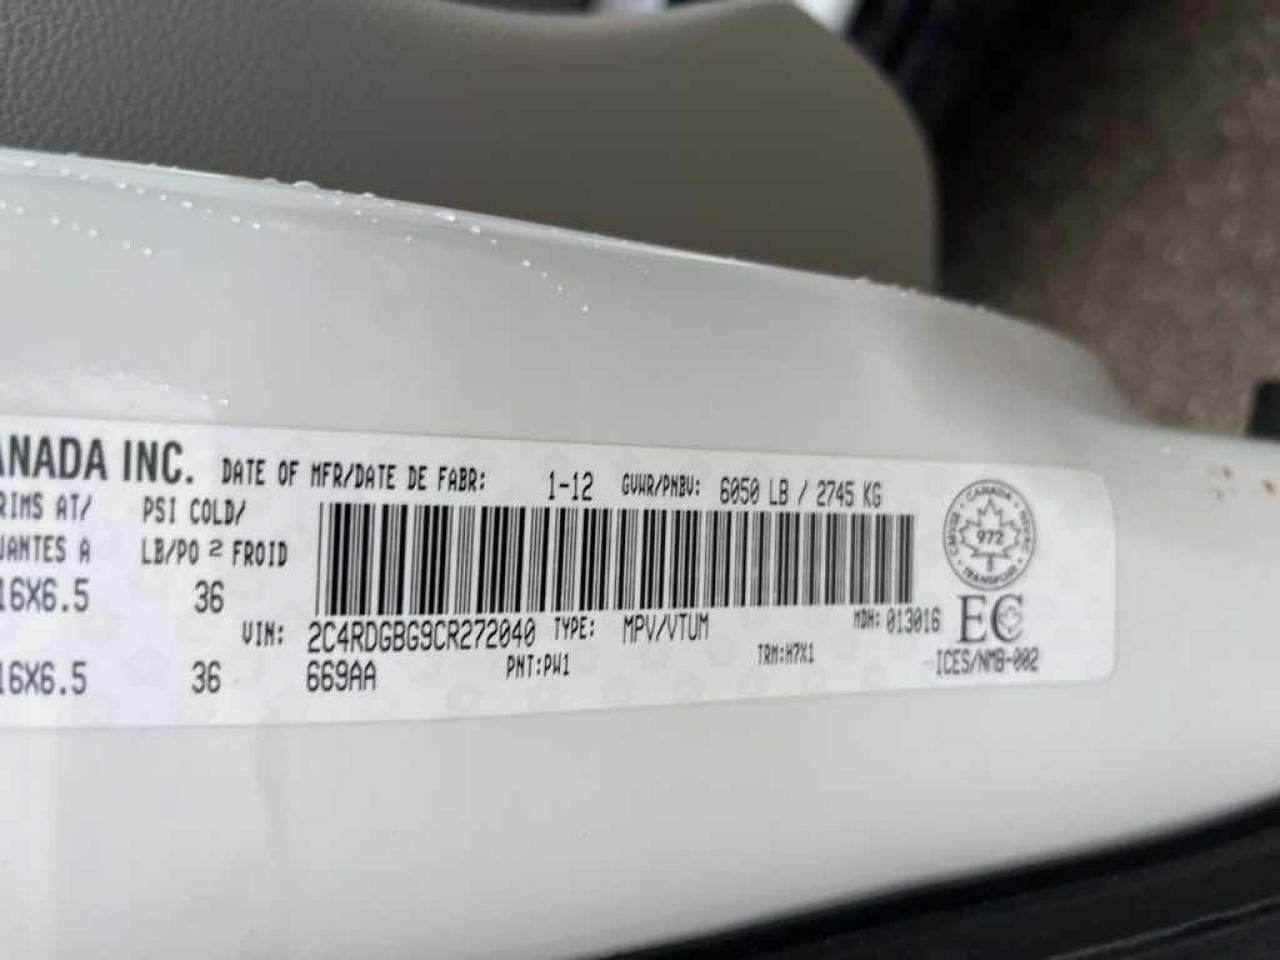 ANADA INC. DATE OF MFR/DATE DE FABR: 1-12 GVWR/PNBV: 6050 LB / 2745 KG
RIMS AT/ PSI COLD/
JANTES A LB/PO 2 FROID
16X6.5 36
VIN: 2C4RDGBG9CR272040 TYPE: MPV/VTUM MDH: 013016
16X6.5 36 669AA PNT:PW1 TRM:H7X1
CANADA
972
TRANSPORT
EC
ICES/NMB-002